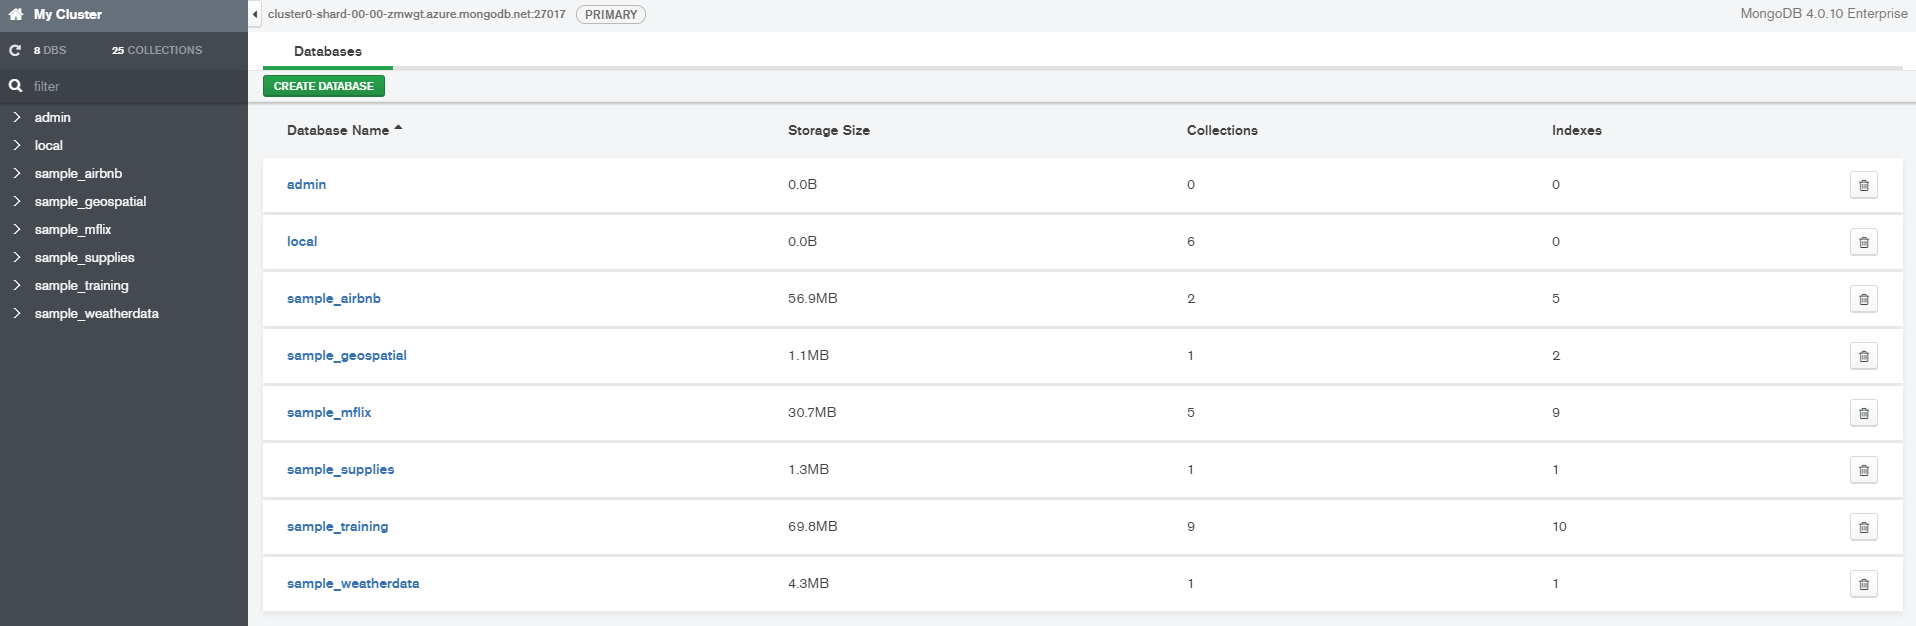 My Cluster
cluster0-shard-00-00-zmwgt.azure.mongodb.net:27017 PRIMARY MongoDB 4.0.10 Enterprise
8 DBS 25 COLLECTIONS
filter
admin
local
sample_airbnb
sample_geospatial
sample_mflix
sample_supplies
sample_training
sample_weatherdata
Databases
CREATE DATABASE
Database Name Storage Size Collections Indexes
admin 0.0B 0 0
local 0.0B 6 0
sample_airbnb 56.9MB 2 5
sample_geospatial 1.1MB 1 2
sample_mflix 30.7MB 5 9
sample_supplies 1.3MB 1 1
sample_training 69.8MB 9 10
sample_weatherdata 4.3MB 1 1